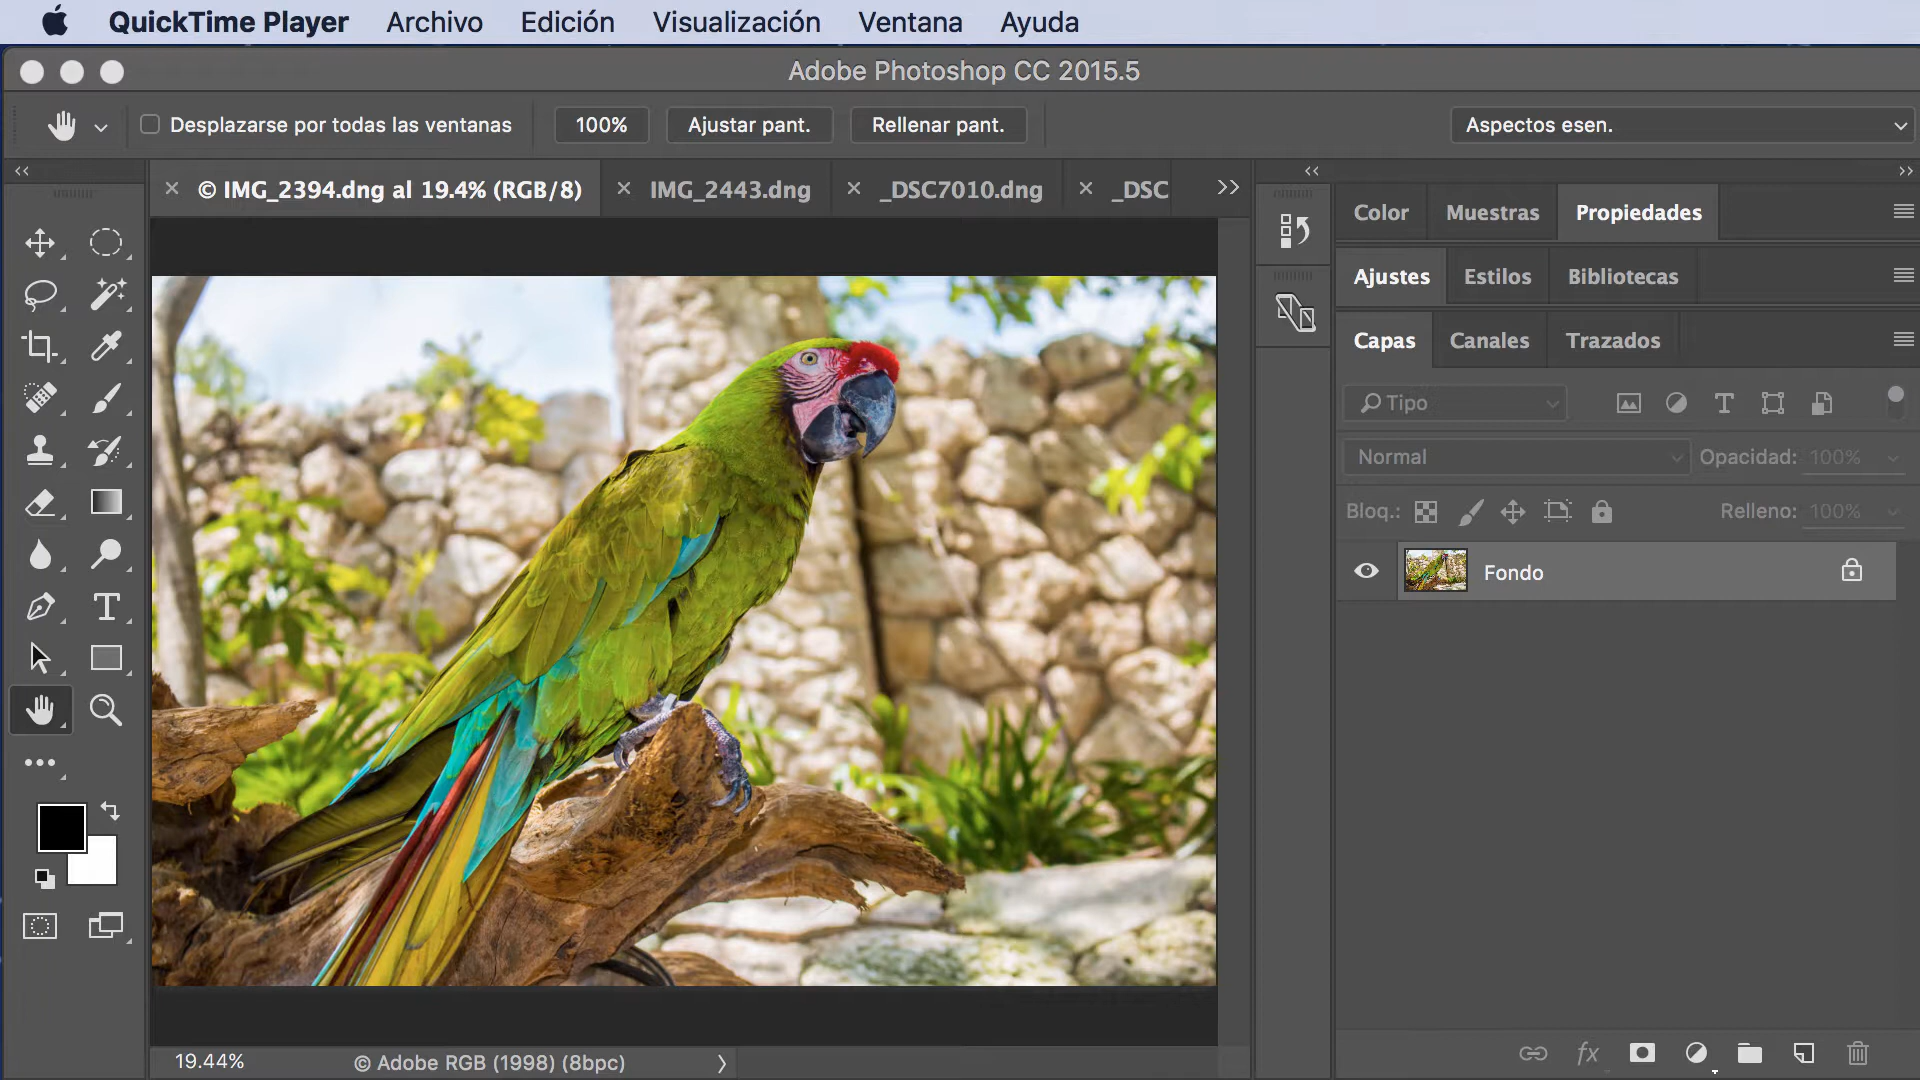 QuickTime Player Archivo Edición Visualización Ventana Ayuda
Adobe Photoshop CC 2015.5
Desplazarse por todas las ventanas 100% Ajustar pant. Rellenar pant. Aspectos esen.
© IMG_2394.dng al 19.4% (RGB/8) IMG_2443.dng _DSC7010.dng _DSC
Color Muestras Propiedades
Ajustes Estilos Bibliotecas
Capas Canales Trazados
Tipo
Normal Opacidad: 100%
Bloq.: Relleno: 100%
Fondo
19.44% © Adobe RGB (1998) (8bpc)
fx